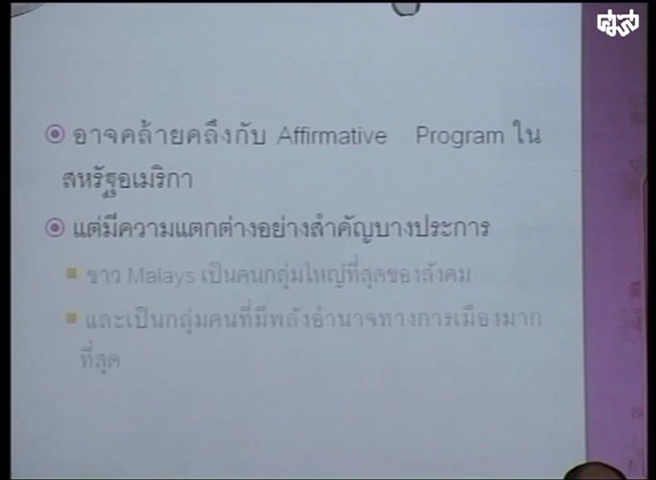 อาจคล้ายคลึงกับ Affirmative Program ใน
สหรัฐอเมริกา
แต่มีความแตกต่างอย่างสำคัญบางประการ
ชาว Malays เป็นคนกลุ่มใหญ่ที่สุดของสังคม
และเป็นกลุ่มคนที่มีพลังอำนาจทางการเมืองมาก
ที่สุด